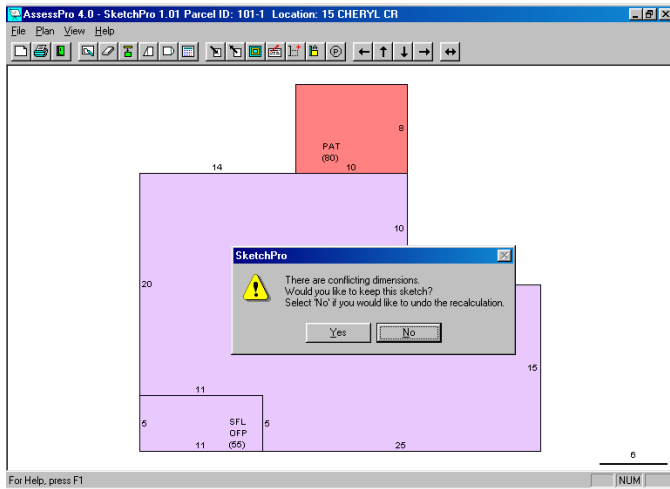 AssessPro 4.0 - SketchPro 1.01 Parcel ID: 101-1 Location: 15 CHERYL CR
File Plan View Help
P
8
PAT
(80)
14 10
10
SketchPro
There are conflicting dimensions.
Would you like to keep this sketch?
Select 'No' if you would like to undo the recalculation.
Yes No
20
15
11
5 SFL 5
OFP
11 (55) 25
6
For Help, press F1 NUM